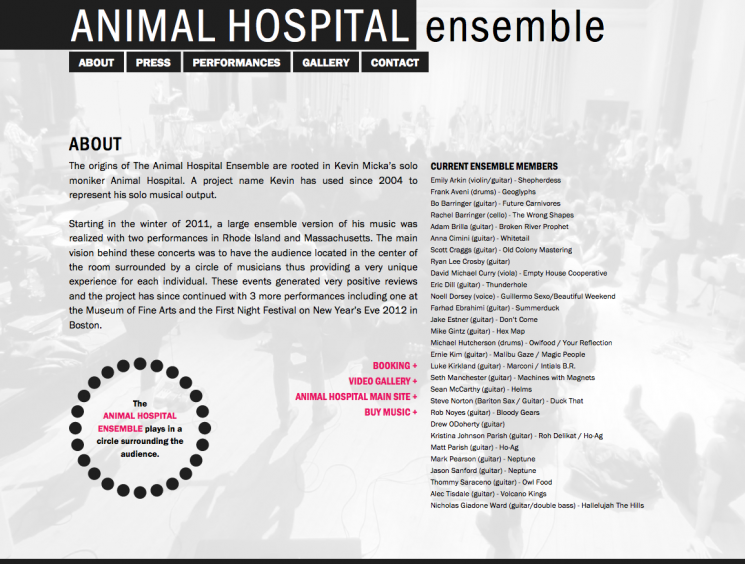 ANIMAL HOSPITAL ensemble
ABOUT PRESS PERFORMANCES GALLERY CONTACT
ABOUT
The origins of The Animal Hospital Ensemble are rooted in Kevin Micka's solo
moniker Animal Hospital. A project name Kevin has used since 2004 to
represent his solo musical output.
Starting in the winter of 2011, a large ensemble version of his music was
realized with two performances in Rhode Island and Massachusetts. The main
vision behind these concerts was to have the audience located in the center of
the room surrounded by a circle of musicians thus providing a very unique
experience for each individual. These events generated very positive reviews
and the project has since continued with 3 more performances including one at
the Museum of Fine Arts and the First Night Festival on New Year's Eve 2012 in
Boston.
The
ANIMAL HOSPITAL
ENSEMBLE plays in a
circle surrounding the
audience.
BOOKING +
VIDEO GALLERY +
ANIMAL HOSPITAL MAIN SITE +
BUY MUSIC +
CURRENT ENSEMBLE MEMBERS
Emily Arkin (violin/guitar) - Shepherdess
Frank Aveni (drums) - Geoglyphs
Bo Barringer (guitar) - Future Carnivores
Rachel Barringer (cello) - The Wrong Shapes
Adam Brilla (guitar) - Broken River Prophet
Anna Cimini (guitar) - Whitetail
Scott Craggs (guitar) - Old Colony Mastering
Ryan Lee Crosby (guitar)
David Michael Curry (viola) - Empty House Cooperative
Eric Dill (guitar) - Thunderhole
Noell Dorsey (voice) - Guillermo Sexo/Beautiful Weekend
Farhad Ebrahimi (guitar) - Summerduck
Jake Estner (guitar) - Don't Come
Mike Gintz (guitar) - Hex Map
Michael Hutcherson (drums) - Owlfood / Your Reflection
Ernie Kim (guitar) - Malibu Gaze / Magic People
Luke Kirkland (guitar) - Marconi / Intials B.R.
Seth Manchester (guitar) - Machines with Magnets
Sean McCarthy (guitar) - Helms
Steve Norton (Bariton Sax / Guitar) - Duck That
Rob Noyes (guitar) - Bloody Gears
Drew ODoherty (guitar)
Kristina Johnson Parish (guitar) - Roh Delikat / Ho-Ag
Matt Parish (guitar) - Ho-Ag
Mark Pearson (guitar) - Neptune
Jason Sanford (guitar) - Neptune
Thommy Saraceno (guitar) - Owl Food
Alec Tisdale (guitar) - Volcano Kings
Nicholas Giadone Ward (guitar/double bass) - Hallelujah The Hills